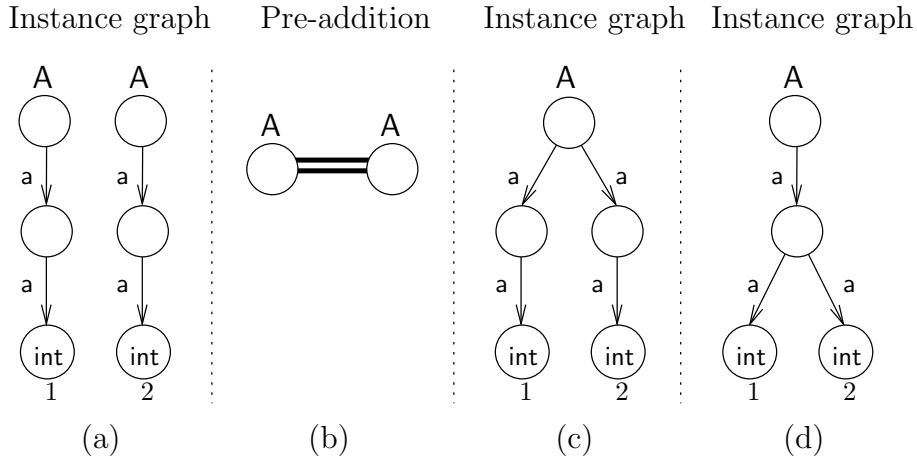 Instance graph Pre-addition Instance graph Instance graph
A A A A
A A
a a a a a
a a a a a a
int int int int int int
1 2 1 2 1 2
(a) (b) (c) (d)